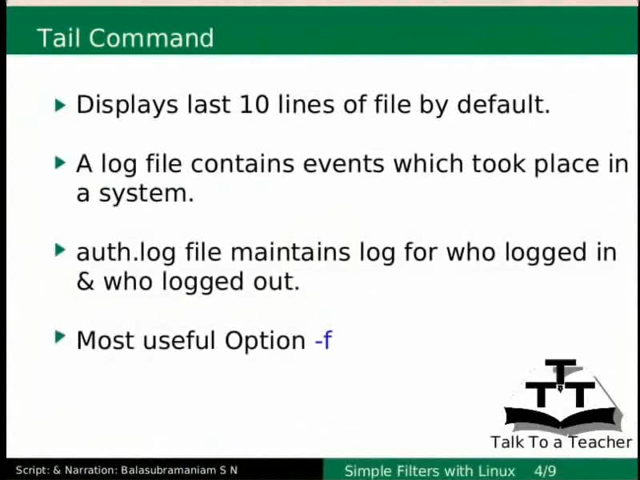 Tail Command
Displays last 10 lines of file by default.
A log file contains events which took place in
a system.
auth.log file maintains log for who logged in
& who logged out.
Most useful Option -f
T
T T
Talk To a Teacher
Script: & Narration: Balasubramaniam S N
Simple Filters with Linux 4/9